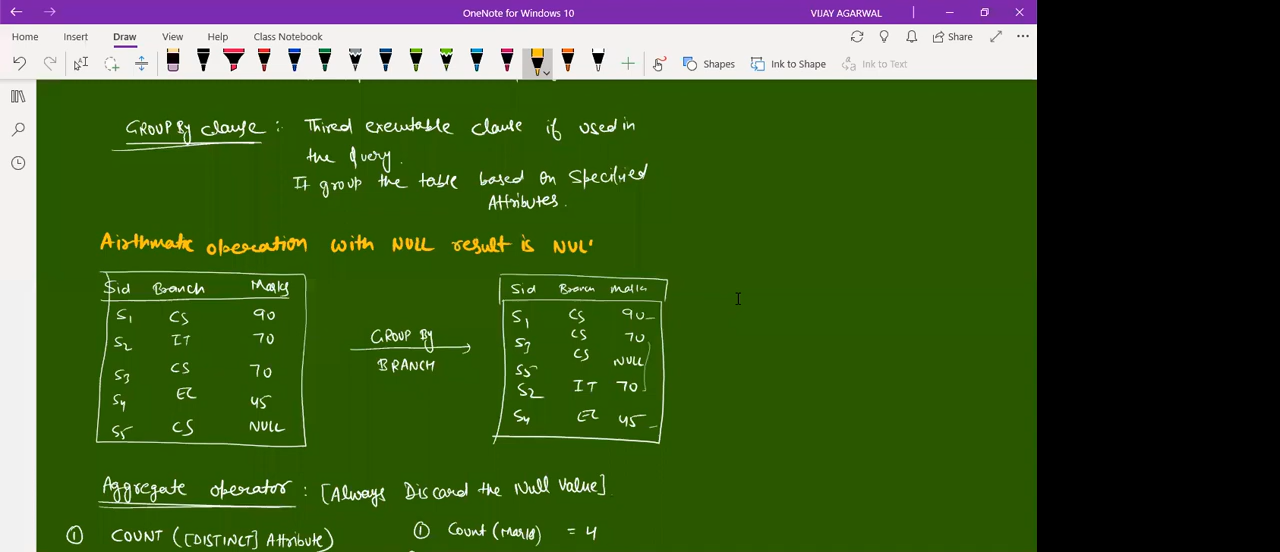 OneNote for Windows 10
VIJAY AGARWAL
Home Insert Draw View Help Class Notebook
Share
Shapes Ink to Shape Ink to Text
GROUP By clause : Thired executable clause if used in
the Query.
It group the table based on Specified
Attributes.
Airthmatic operation with NULL result is NUL
Sid Branch Marks
S1 CS 90
S2 IT 70
S3 CS 70
S4 EC 45
S5 CS NULL
GROUP By
BRANCH
Sid Branch Marks
S1 CS 90
S3 CS 70
S5 CS NULL
S2 IT 70
S4 EC 45
Aggregate operator : [Always Discard the Null Value].
① COUNT ([DISTINCT] Attribute)
① Count (Marks) = 4